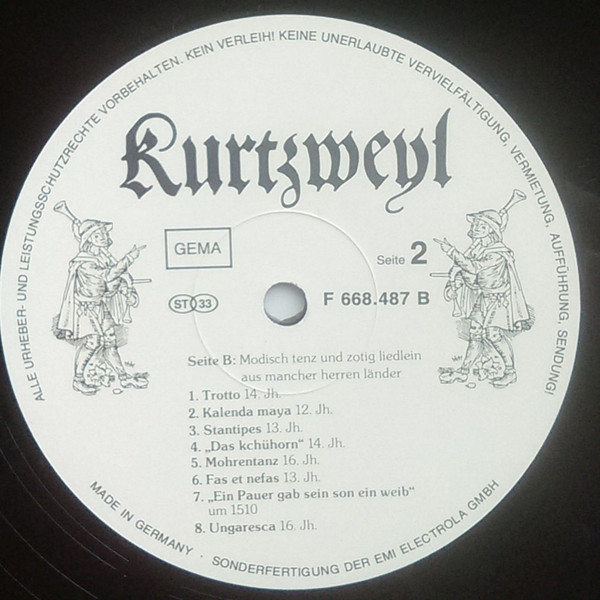 ALLE URHEBER- UND LEISTUNGSSCHUTZRECHTE VORBEHALTEN. KEIN VERLEIH! KEINE UNERLAUBTE VERVIELFÄLTIGUNG, VERMIETUNG, AUFFÜHRUNG, SENDUNG!
Kurtzweyl
GEMA
Seite 2
ST 33
F 668.487 B
Seite B: Modisch tenz und zotig liedlein
aus mancher herren länder
1. Trotto 14. Jh.
2. Kalenda maya 12. Jh.
3. Stantipes 13. Jh.
4. „Das kchühorn“ 14. Jh.
5. Mohrentanz 16. Jh.
6. Fas et nefas 13. Jh.
7. „Ein Pauer gab sein son ein weib“
um 1510
8. Ungaresca 16. Jh.
MADE IN GERMANY · SONDERFERTIGUNG DER EMI ELECTROLA GMBH